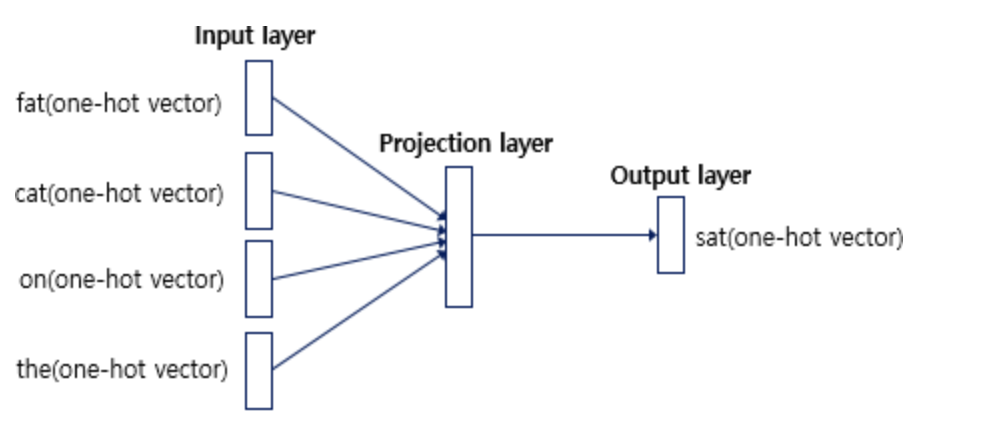 Input layer
fat(one-hot vector)
Projection layer
Output layer
cat(one-hot vector)
sat(one-hot vector)
on(one-hot vector)
the(one-hot vector)